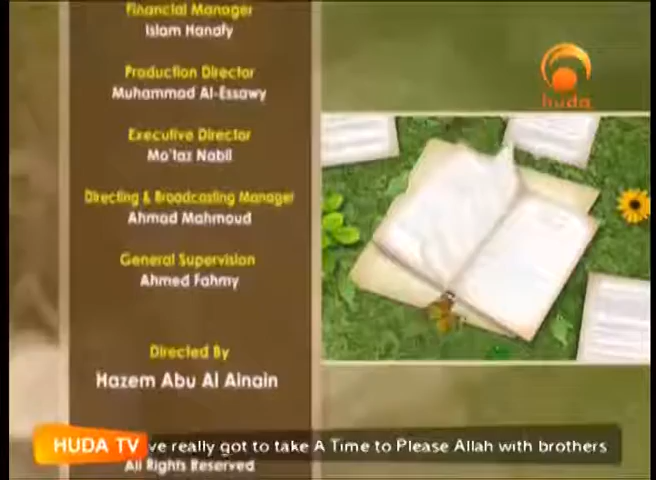 Financial Manager
Islam Hanafy
Production Director
Muhammad Al-Essawy
Executive Director
Mo'taz Nabil
Directing & Broadcasting Manager
Ahmad Mahmoud
General Supervision
Ahmed Fahmy
Directed By
Hazem Abu Al Ainain
All Rights Reserved
huda
HUDA TV
ve really got to take A Time to Please Allah with brothers